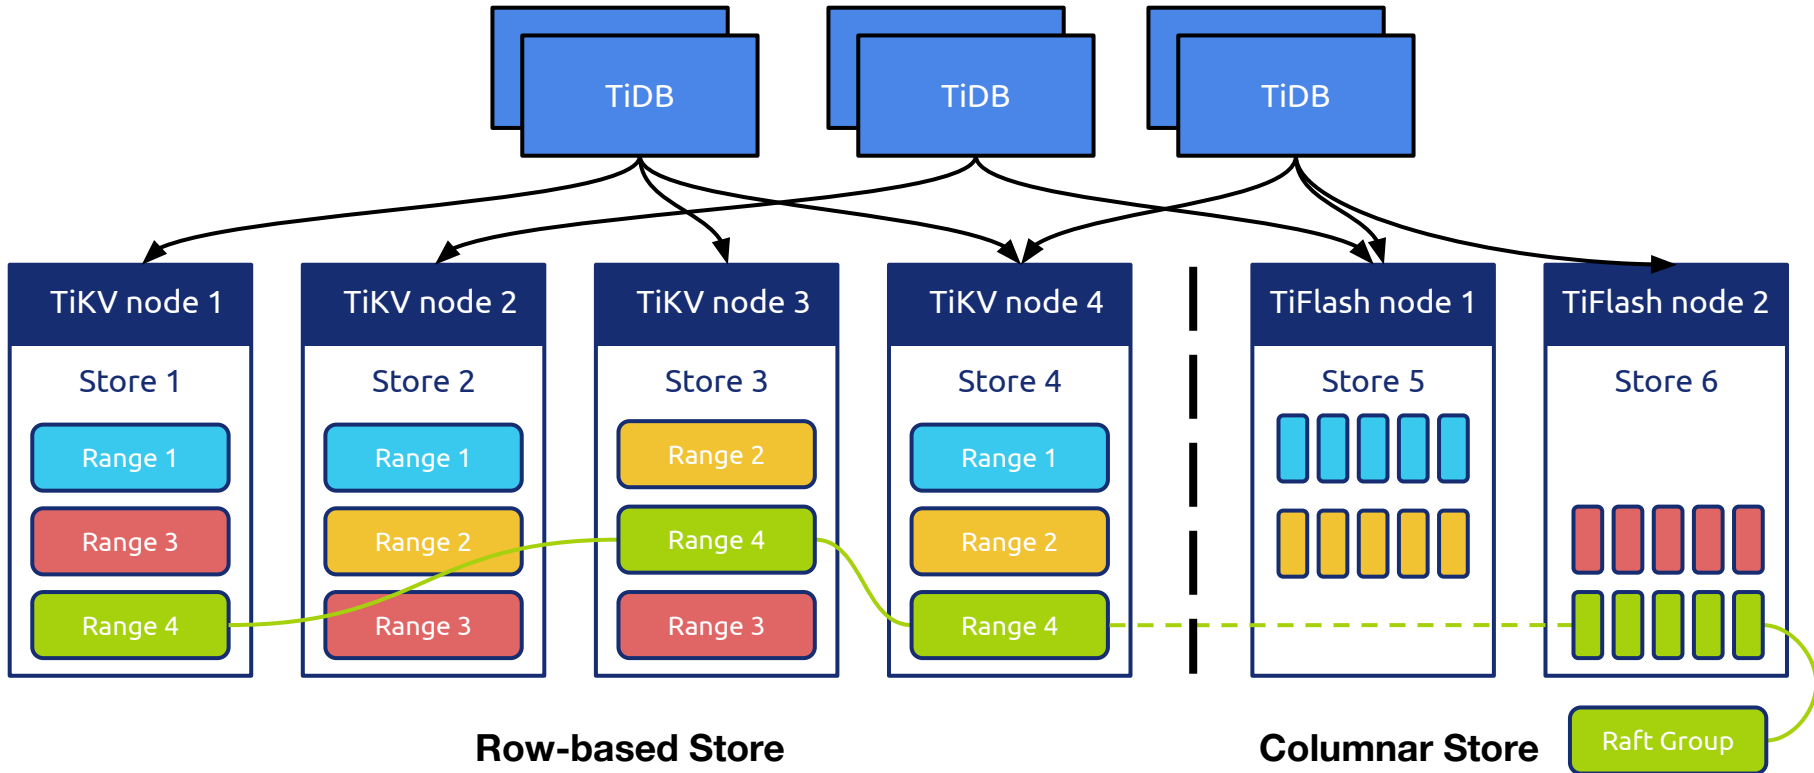 TiDB
TiDB
TiDB
TiKV node 1
TiKV node 2
TiKV node 3
TiKV node 4
TiFlash node 1
TiFlash node 2
Store 1
Store 2
Store 3
Store 4
Store 5
Store 6
Range 1
Range 1
Range 2
Range 1
Range 3
Range 2
Range 4
Range 2
Range 4
Range 3
Range 3
Range 4
Row-based Store
Columnar Store
Raft Group